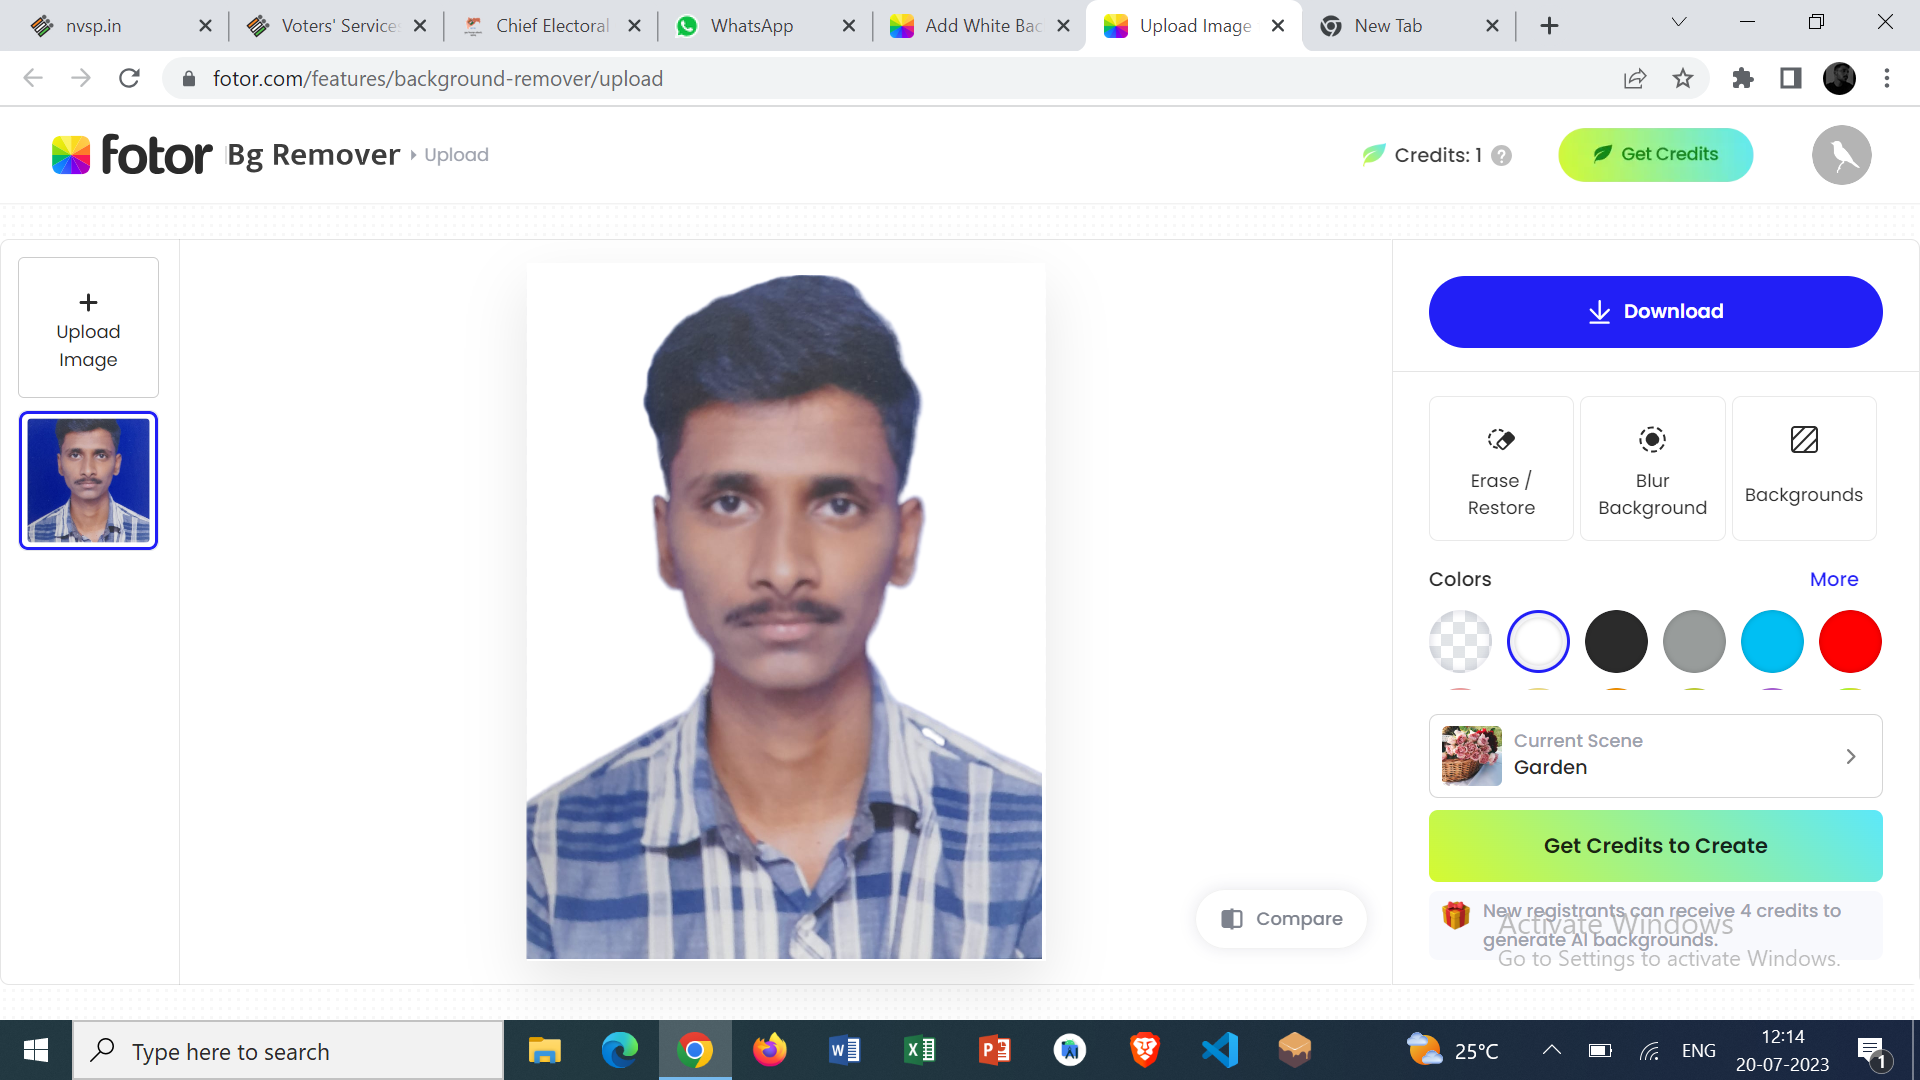 nvsp.in
Voters' Services
Chief Electoral
WhatsApp
Add White Bac
Upload Image
New Tab
fotor.com/features/background-remover/upload
fotor Bg Remover Upload
Credits: 1 ?
Get Credits
Upload
Image
Download
Erase /
Restore
Blur
Background
Backgrounds
Colors
More
Current Scene
Garden
Get Credits to Create
New registrants can receive 4 credits to
generate AI backgrounds.
Activate Windows
Go to Settings to activate Windows.
Compare
Type here to search
25°C
ENG
12:14
20-07-2023
1